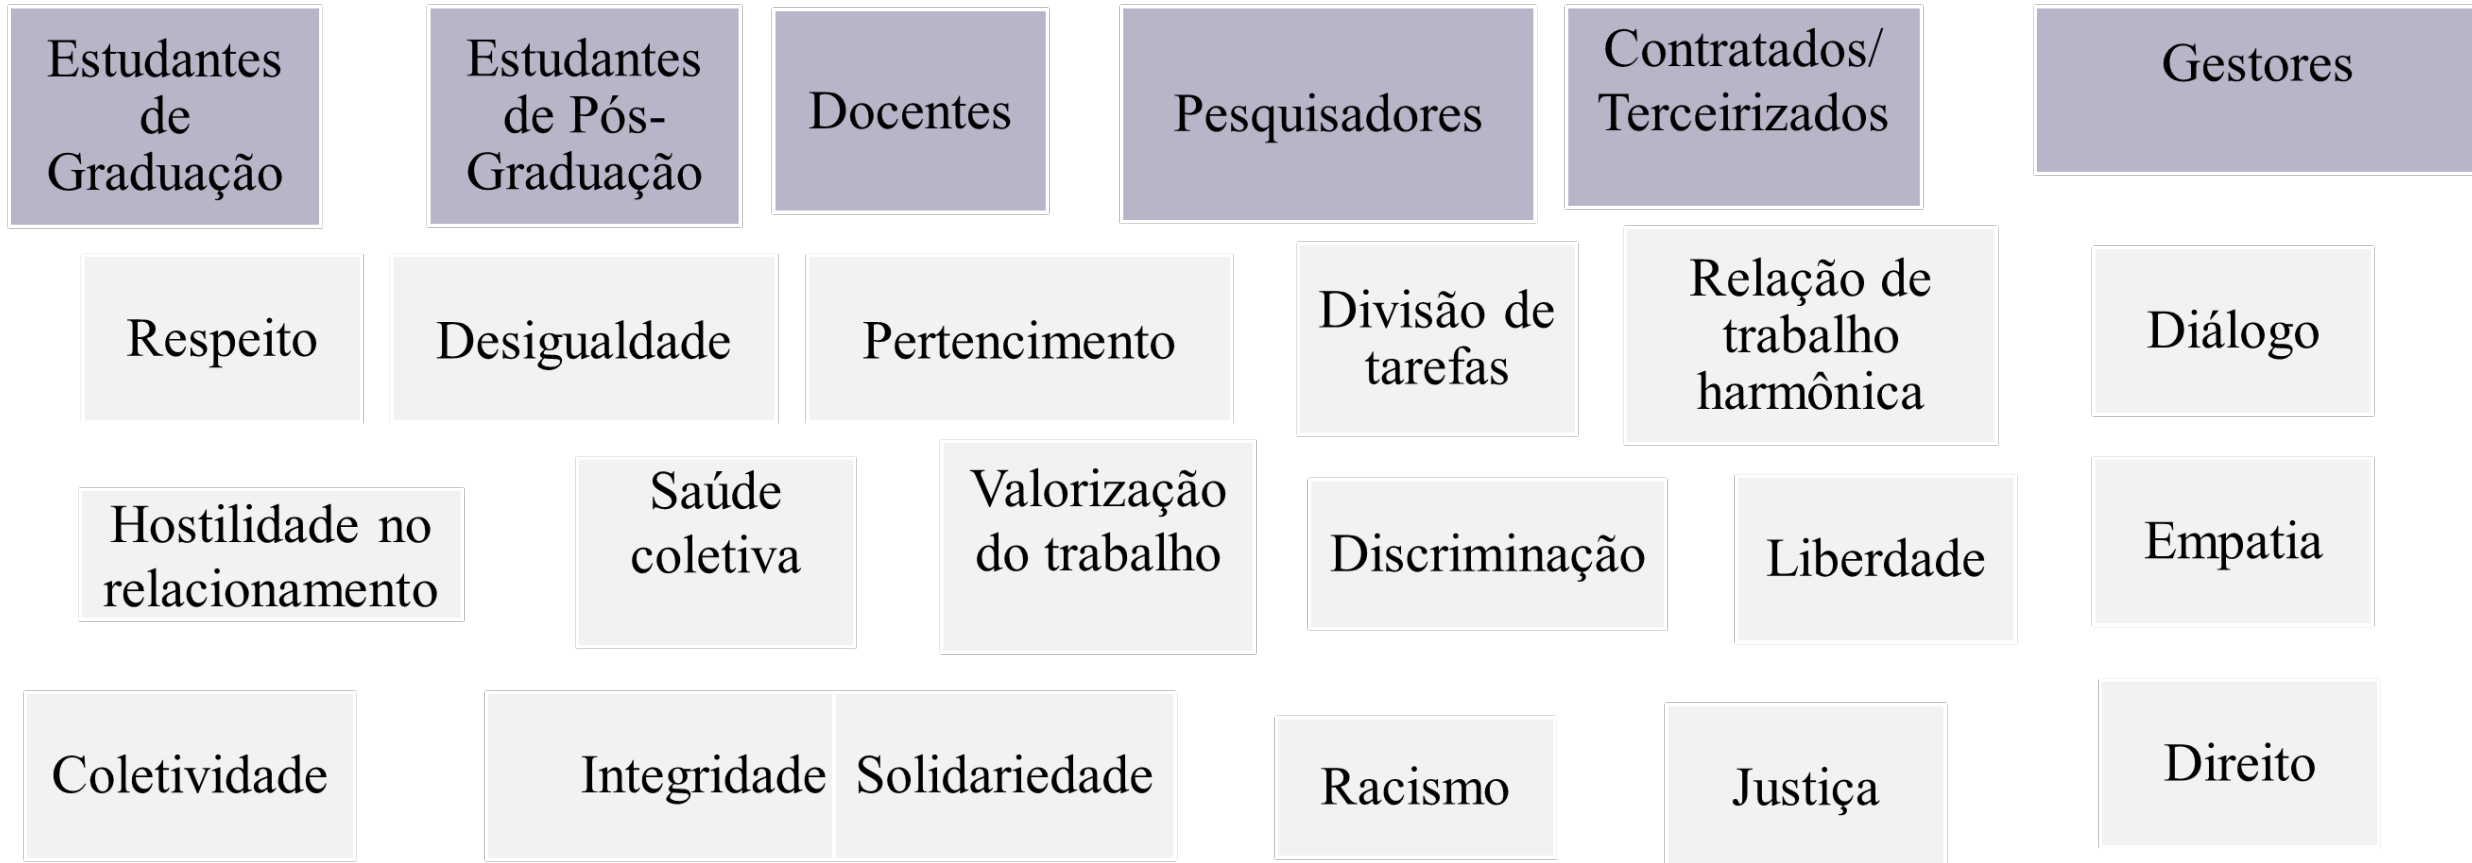 Estudantes
de
Graduação
Estudantes
de Pós-
Graduação
Docentes
Pesquisadores
Contratados/
Terceirizados
Gestores
Respeito
Desigualdade
Pertencimento
Divisão de
tarefas
Relação de
trabalho
harmônica
Diálogo
Hostilidade no
relacionamento
Saúde
coletiva
Valorização
do trabalho
Discriminação
Liberdade
Empatia
Coletividade
Integridade
Solidariedade
Racismo
Justiça
Direito